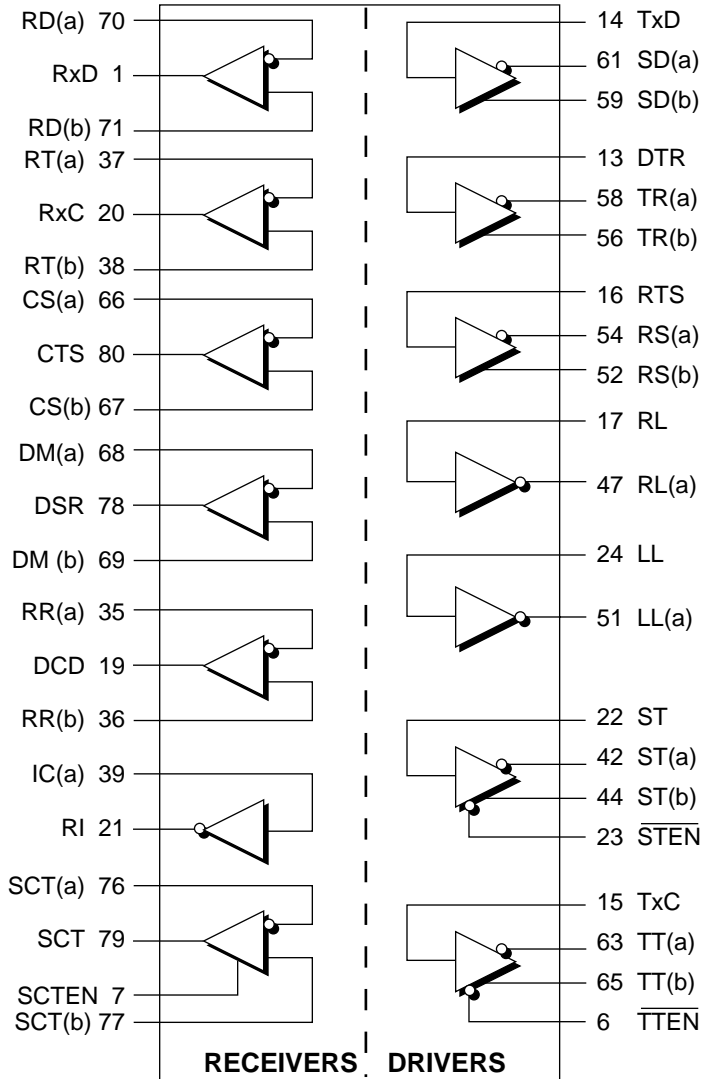 RD(a) 70
RxD 1
RD(b) 71
RT(a) 37
RxC 20
RT(b) 38
CS(a) 66
CTS 80
CS(b) 67
DM(a) 68
DSR 78
DM (b) 69
RR(a) 35
DCD 19
RR(b) 36
IC(a) 39
RI 21
SCT(a) 76
SCT 79
SCTEN 7
SCT(b) 77
14 TxD
61 SD(a)
59 SD(b)
13 DTR
58 TR(a)
56 TR(b)
16 RTS
54 RS(a)
52 RS(b)
17 RL
47 RL(a)
24 LL
51 LL(a)
22 ST
42 ST(a)
44 ST(b)
23 S̅T̅E̅N̅
15 TxC
63 TT(a)
65 TT(b)
6 T̅T̅E̅N̅
RECEIVERS DRIVERS